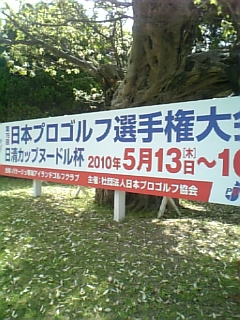 日本プロゴルフ選手権大会
日清カップヌードル杯 2010年5月13日[木]～16
主催：社団法人日本プロゴルフ協会